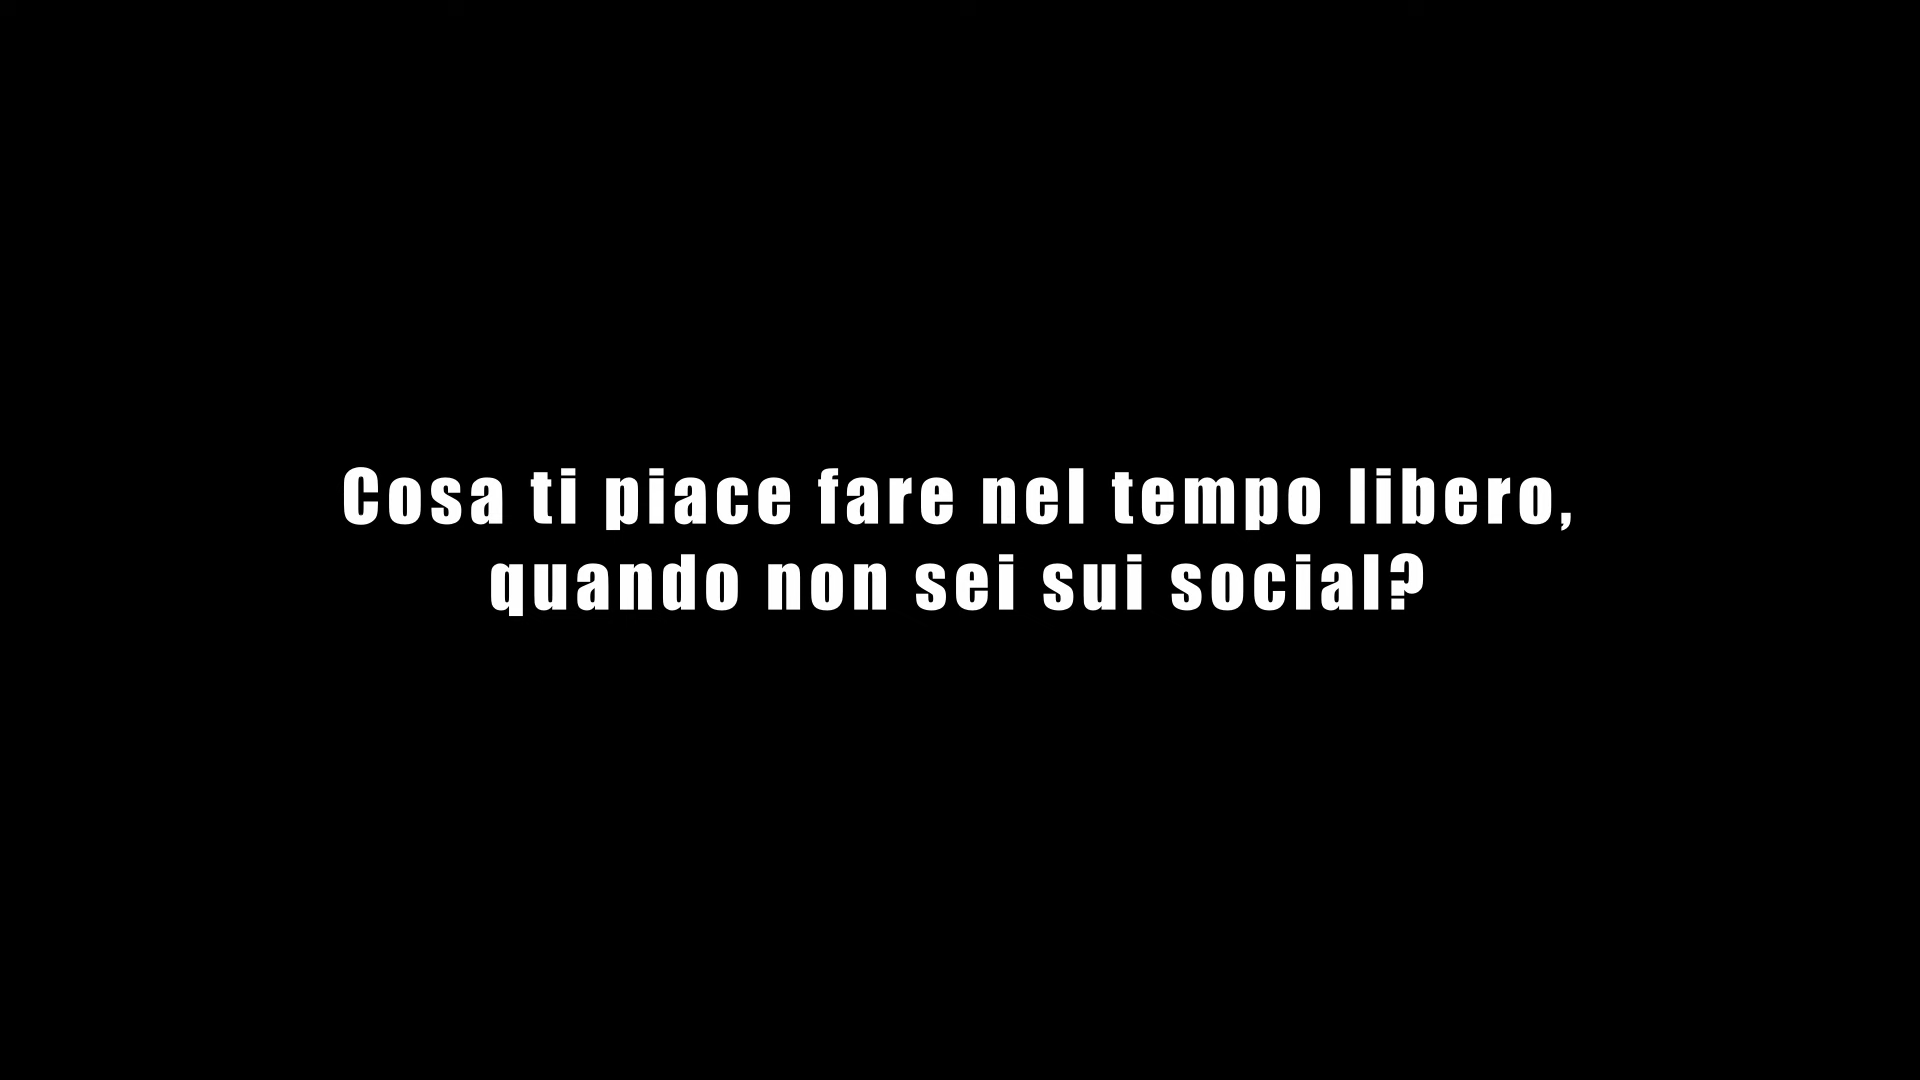 Cosa ti piace fare nel tempo libero,
quando non sei sui social?